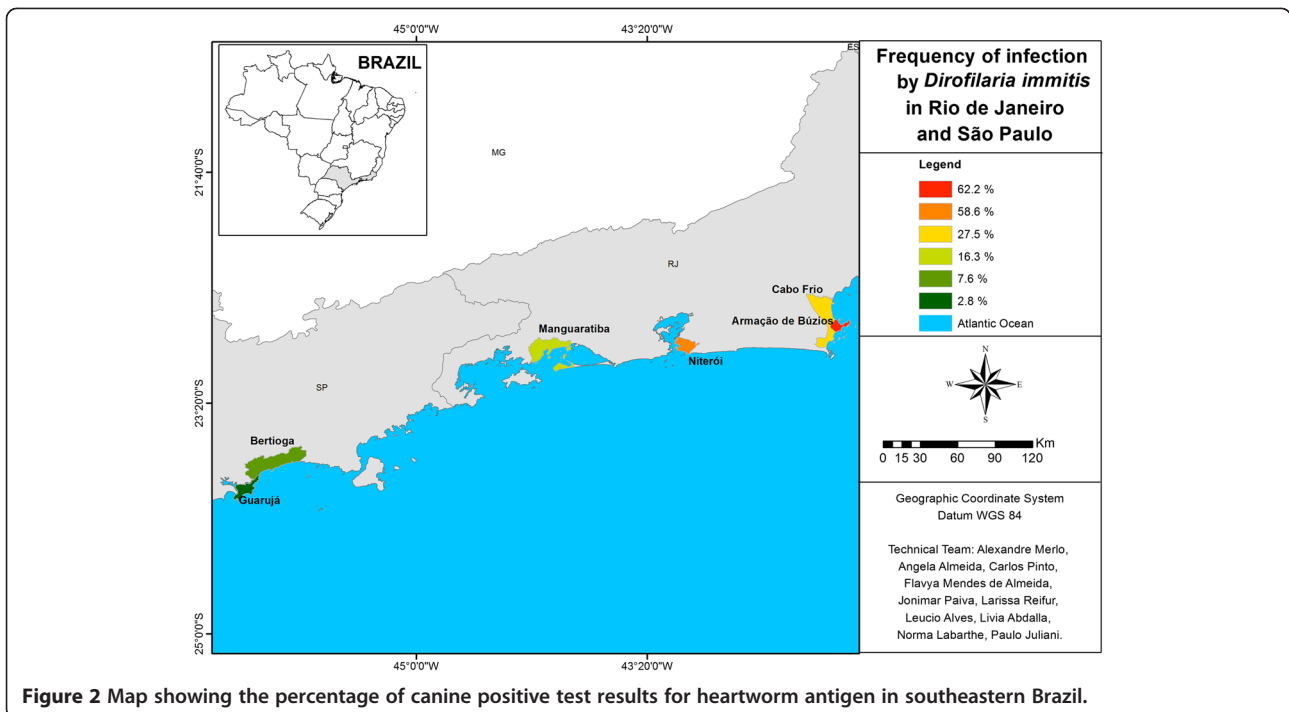 45°0'0"W
43°20'0"W
BRAZIL
ES
MG
RJ
SP
Cabo Frio
Armação de Búzios
Manguaratiba
Niterói
Bertioga
Guarujá
21°40'0"S
23°20'0"S
25°0'0"S
45°0'0"W
43°20'0"W
Frequency of infection
by Dirofilaria immitis
in Rio de Janeiro
and São Paulo
Legend
62.2 %
58.6 %
27.5 %
16.3 %
7.6 %
2.8 %
Atlantic Ocean
N
W
E
S
Km
0 15 30 60 90 120
Geographic Coordinate System
Datum WGS 84
Technical Team: Alexandre Merlo,
Angela Almeida, Carlos Pinto,
Flavya Mendes de Almeida,
Jonimar Paiva, Larissa Reifur,
Leucio Alves, Livia Abdalla,
Norma Labarthe, Paulo Juliani.
Figure 2 Map showing the percentage of canine positive test results for heartworm antigen in southeastern Brazil.